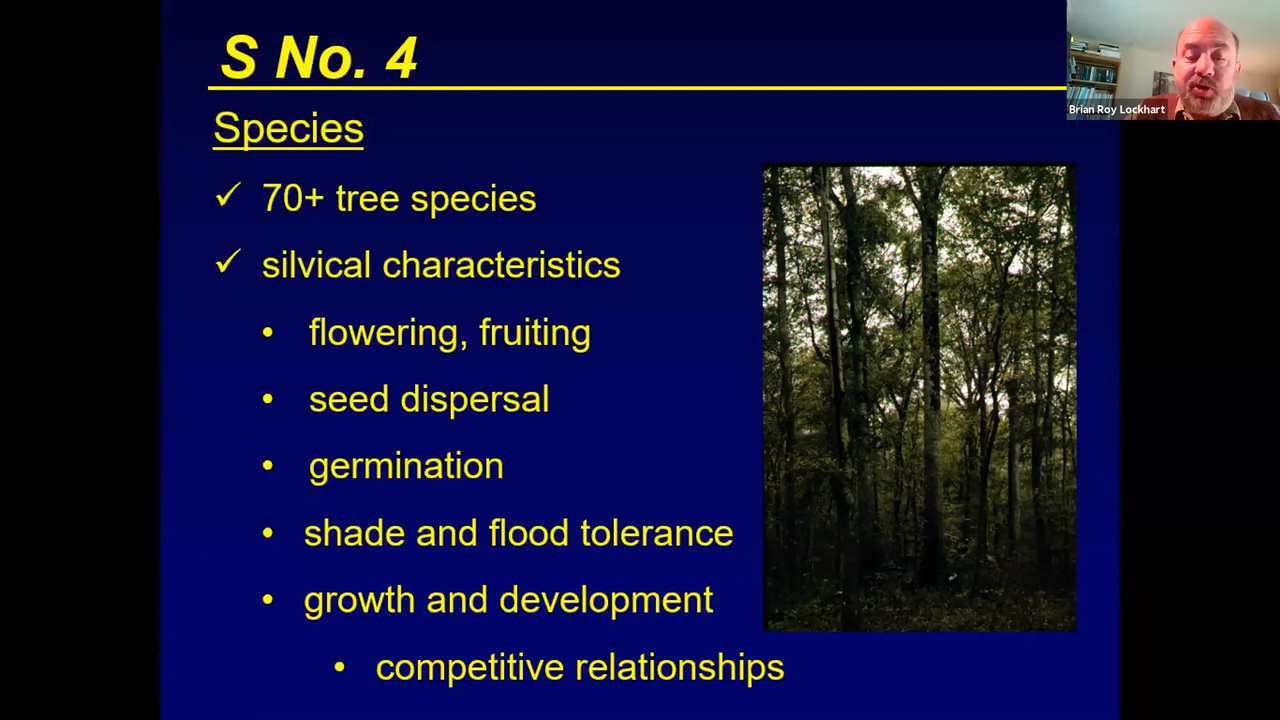 S No. 4
Brian Roy Lockhart
Species
✓ 70+ tree species
✓ silvical characteristics
• flowering, fruiting
• seed dispersal
• germination
• shade and flood tolerance
• growth and development
• competitive relationships